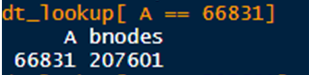 dt_lookup[ A == 66831]
A bnodes
66831 207601